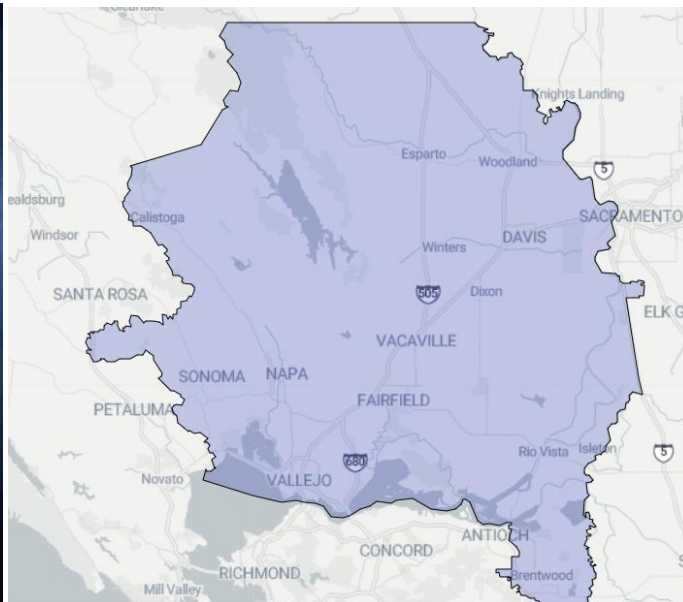 Clearlake
Knights Landing
Esparto
Woodland
5
ealdsburg
Calistoga
SACRAMENTO
Windsor
DAVIS
Winters
SANTA ROSA
505
Dixon
ELK G
VACAVILLE
SONOMA
NAPA
PETALUMA
FAIRFIELD
Rio Vista
Isleton
5
680
Novato
VALLEJO
ANTIOCH
CONCORD
RICHMOND
Brentwood
Mill Valley
S